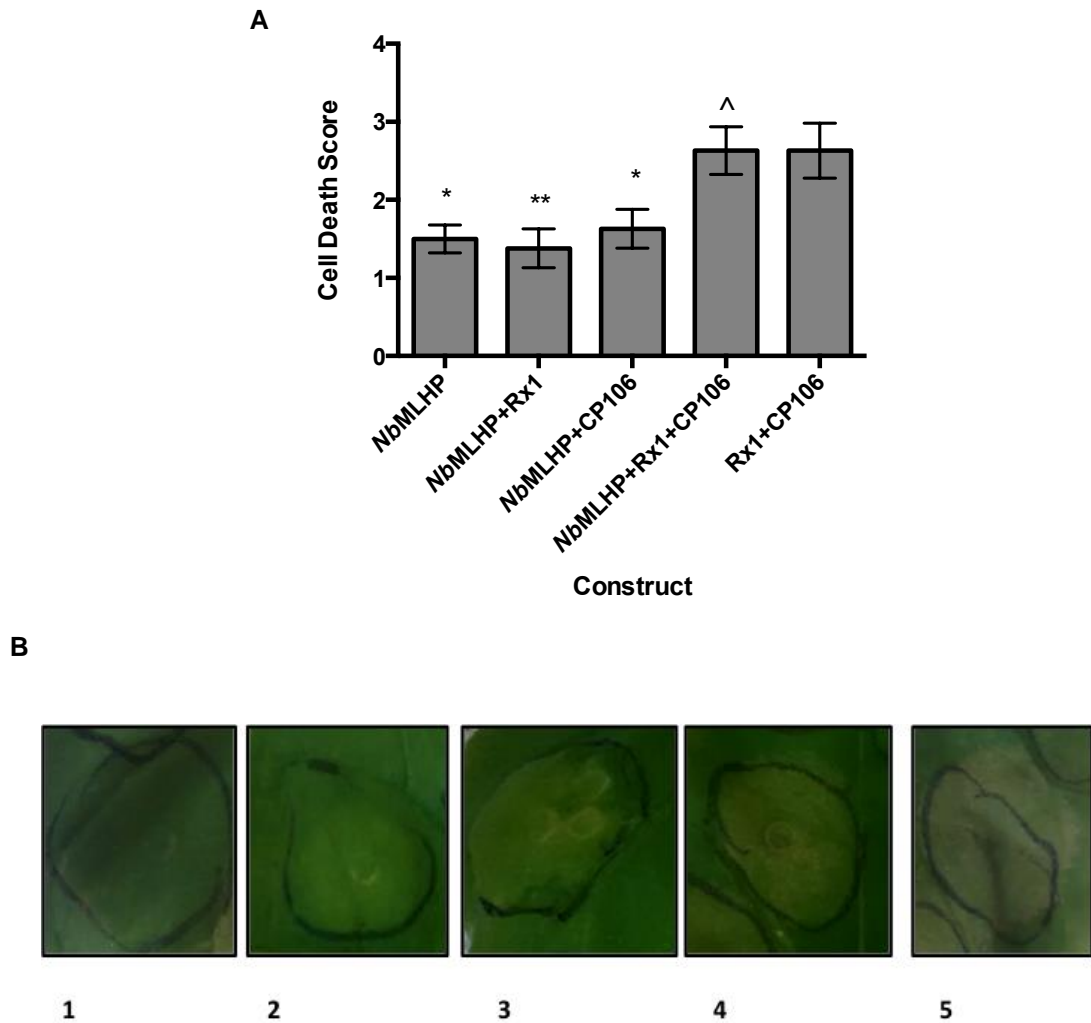 A
Cell Death Score
4
3
2
1
0
*
**
*
^
NbMLHP
NbMLHP+Rx1
NbMLHP+CP106
NbMLHP+Rx1+CP106
Rx1+CP106
Construct
B
1 2 3 4 5